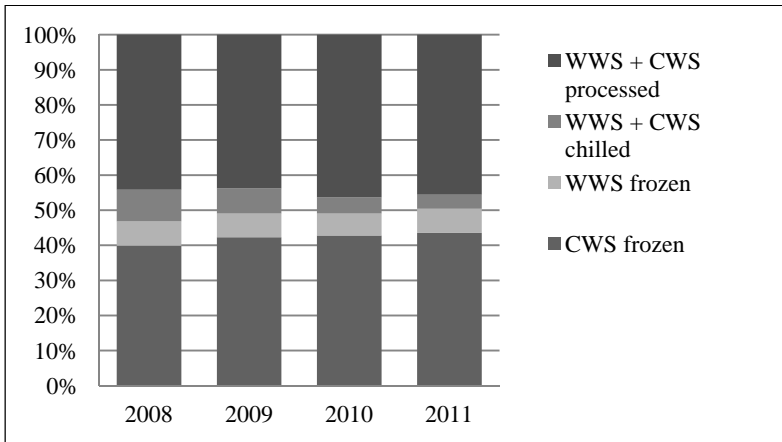 100%
90%
80%
70%
60%
50%
40%
30%
20%
10%
0%
2008 2009 2010 2011
WWS + CWS
processed
WWS + CWS
chilled
WWS frozen
CWS frozen